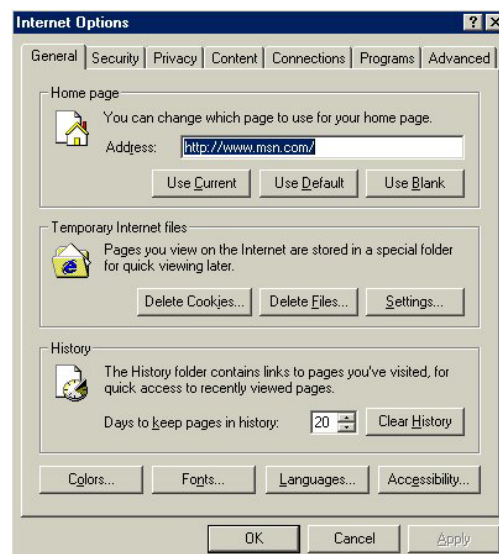 Internet Options
General Security Privacy Content Connections Programs Advanced
Home page
You can change which page to use for your home page.
Address: http://www.msn.com/
Use Current Use Default Use Blank
Temporary Internet files
Pages you view on the Internet are stored in a special folder
for quick viewing later.
Delete Cookies... Delete Files... Settings...
History
The History folder contains links to pages you've visited, for
quick access to recently viewed pages.
Days to keep pages in history: 20 Clear History
Colors... Fonts... Languages... Accessibility...
OK Cancel Apply